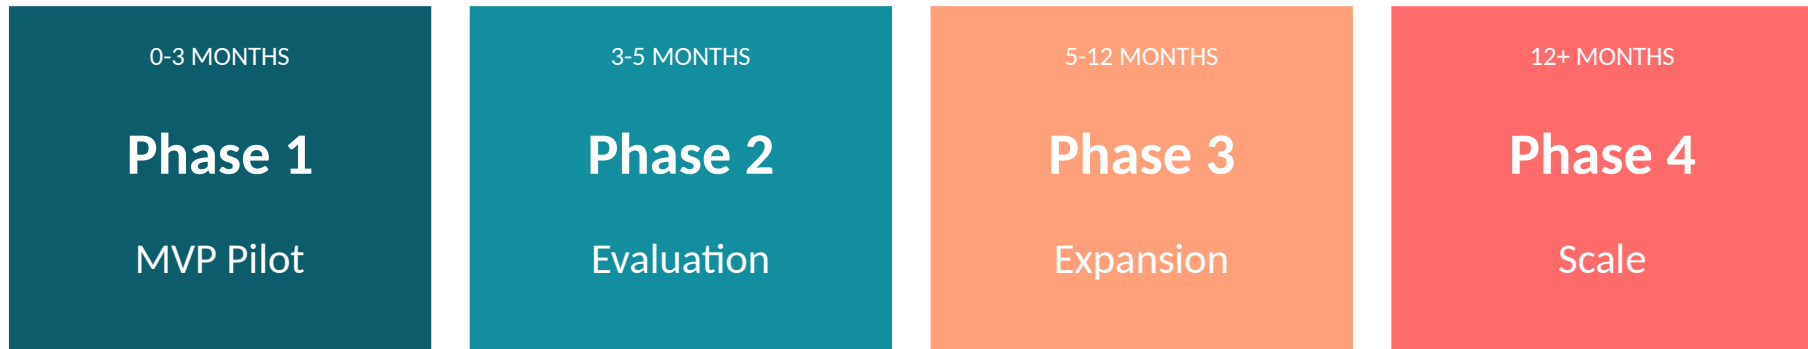 0-3 MONTHS
Phase 1
MVP Pilot
3-5 MONTHS
Phase 2
Evaluation
5-12 MONTHS
Phase 3
Expansion
12+ MONTHS
Phase 4
Scale